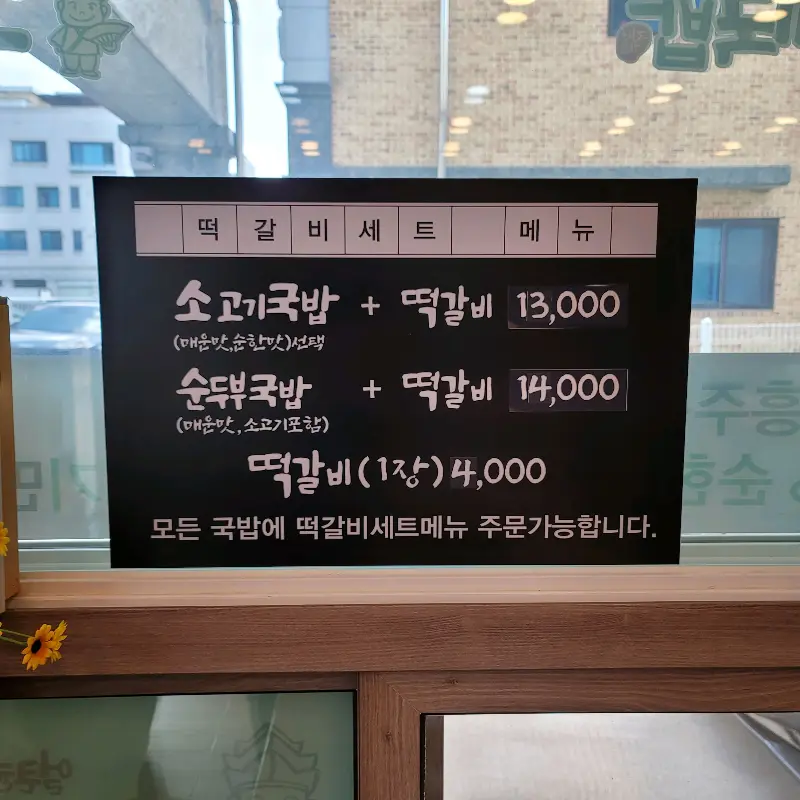 국밥
떡갈비세트 메뉴
소고기국밥 + 떡갈비 13,000
(매운맛,순한맛)선택
순두부국밥 + 떡갈비 14,000
(매운맛,소고기포함)
떡갈비(1장)4,000
모든 국밥에 떡갈비세트메뉴 주문가능합니다.